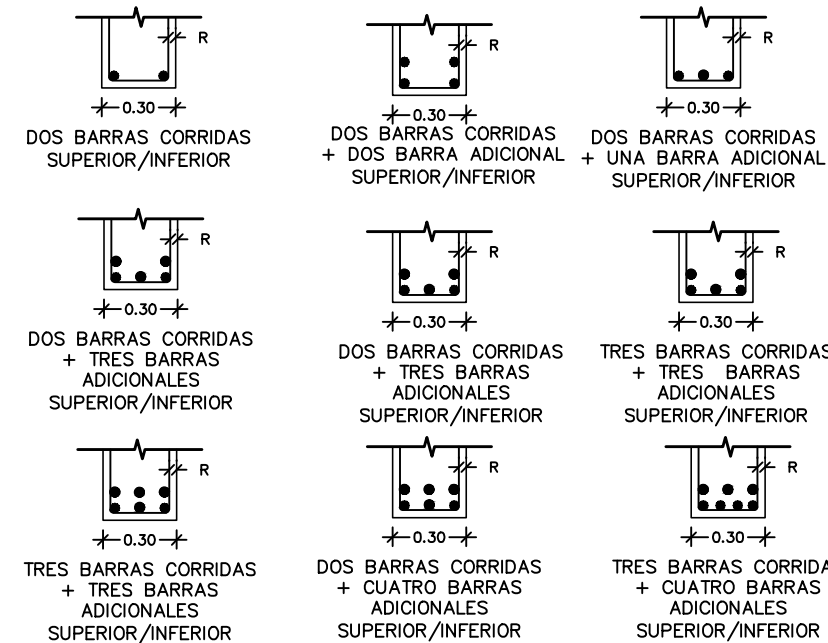 R
0.30
DOS BARRAS CORRIDAS
SUPERIOR/INFERIOR
R
0.30
DOS BARRAS CORRIDAS
+ DOS BARRA ADICIONAL
SUPERIOR/INFERIOR
R
0.30
DOS BARRAS CORRIDAS
+ UNA BARRA ADICIONAL
SUPERIOR/INFERIOR
R
0.30
DOS BARRAS CORRIDAS
+ TRES BARRAS
ADICIONALES
SUPERIOR/INFERIOR
R
0.30
DOS BARRAS CORRIDAS
+ TRES BARRAS
ADICIONALES
SUPERIOR/INFERIOR
R
0.30
TRES BARRAS CORRIDAS
+ TRES BARRAS
ADICIONALES
SUPERIOR/INFERIOR
R
0.30
TRES BARRAS CORRIDAS
+ TRES BARRAS
ADICIONALES
SUPERIOR/INFERIOR
R
0.30
DOS BARRAS CORRIDAS
+ CUATRO BARRAS
ADICIONALES
SUPERIOR/INFERIOR
R
0.30
TRES BARRAS CORRIDA
+ CUATRO BARRAS
ADICIONALES
SUPERIOR/INFERIOR